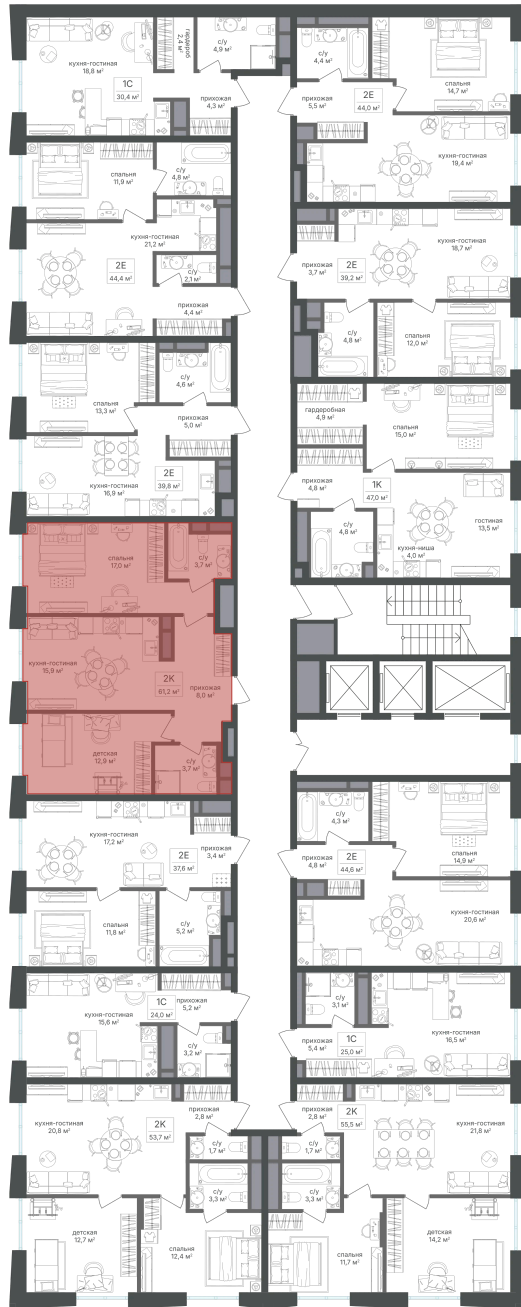 кухня-гостиная
18,8 м²
1С
30,4 м²
гардероб
2,4 м²
с/у
4,9 м²
прихожая
4,3 м²
с/у
4,4 м²
прихожая
5,5 м²
2Е
44,0 м²
спальня
14,7 м²
кухня-гостиная
19,4 м²
спальня
11,9 м²
с/у
4,8 м²
кухня-гостиная
21,2 м²
2Е
44,4 м²
с/у
2,1 м²
прихожая
4,4 м²
прихожая
3,7 м²
2Е
39,2 м²
кухня-гостиная
18,7 м²
с/у
4,8 м²
спальня
12,0 м²
спальня
13,3 м²
с/у
4,6 м²
прихожая
5,0 м²
кухня-гостиная
16,9 м²
2Е
39,8 м²
гардеробная
4,9 м²
спальня
15,0 м²
прихожая
4,8 м²
1К
47,0 м²
с/у
4,8 м²
кухня-ниша
4,0 м²
гостиная
13,5 м²
спальня
17,0 м²
с/у
3,7 м²
кухня-гостиная
15,9 м²
2К
61,2 м²
прихожая
8,0 м²
детская
12,9 м²
с/у
3,7 м²
кухня-гостиная
17,2 м²
2Е
37,6 м²
прихожая
3,4 м²
спальня
11,8 м²
с/у
5,2 м²
с/у
4,3 м²
прихожая
4,8 м²
2Е
44,6 м²
спальня
14,9 м²
кухня-гостиная
20,6 м²
кухня-гостиная
15,6 м²
1С
24,0 м²
прихожая
5,2 м²
с/у
3,2 м²
с/у
3,1 м²
прихожая
5,4 м²
1С
25,0 м²
кухня-гостиная
16,5 м²
кухня-гостиная
20,8 м²
2К
53,7 м²
прихожая
2,8 м²
с/у
1,7 м²
с/у
3,3 м²
детская
12,7 м²
спальня
12,4 м²
прихожая
2,8 м²
2К
55,5 м²
кухня-гостиная
21,8 м²
с/у
1,7 м²
с/у
3,3 м²
спальня
11,7 м²
детская
14,2 м²